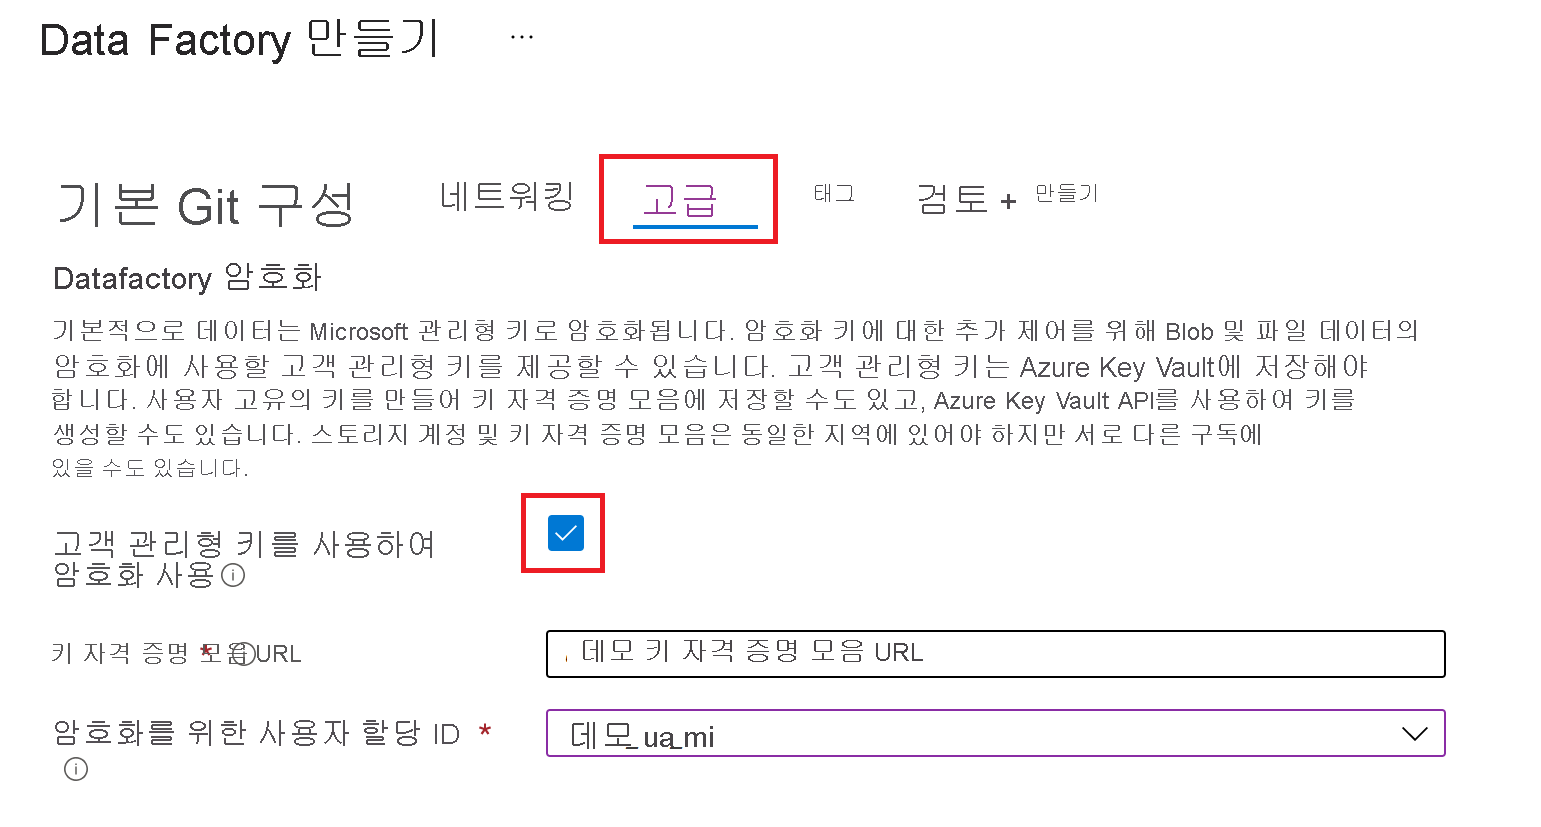 Data Factory 만들기 ...
기본 Git 구성 네트워킹 고급 태그 검토 + 만들기
Datafactory 암호화
기본적으로 데이터는 Microsoft 관리형 키로 암호화됩니다. 암호화 키에 대한 추가 제어를 위해 Blob 및 파일 데이터의
암호화에 사용할 고객 관리형 키를 제공할 수 있습니다. 고객 관리형 키는 Azure Key Vault에 저장해야
합니다. 사용자 고유의 키를 만들어 키 자격 증명 모음에 저장할 수도 있고, Azure Key Vault API를 사용하여 키를
생성할 수도 있습니다. 스토리지 계정 및 키 자격 증명 모음은 동일한 지역에 있어야 하지만 서로 다른 구독에
있을 수도 있습니다.
고객 관리형 키를 사용하여
암호화 사용
키 자격 증명 모음 URL * 데모 키 자격 증명 모음 URL
암호화를 위한 사용자 할당 ID * 데모_ua_mi